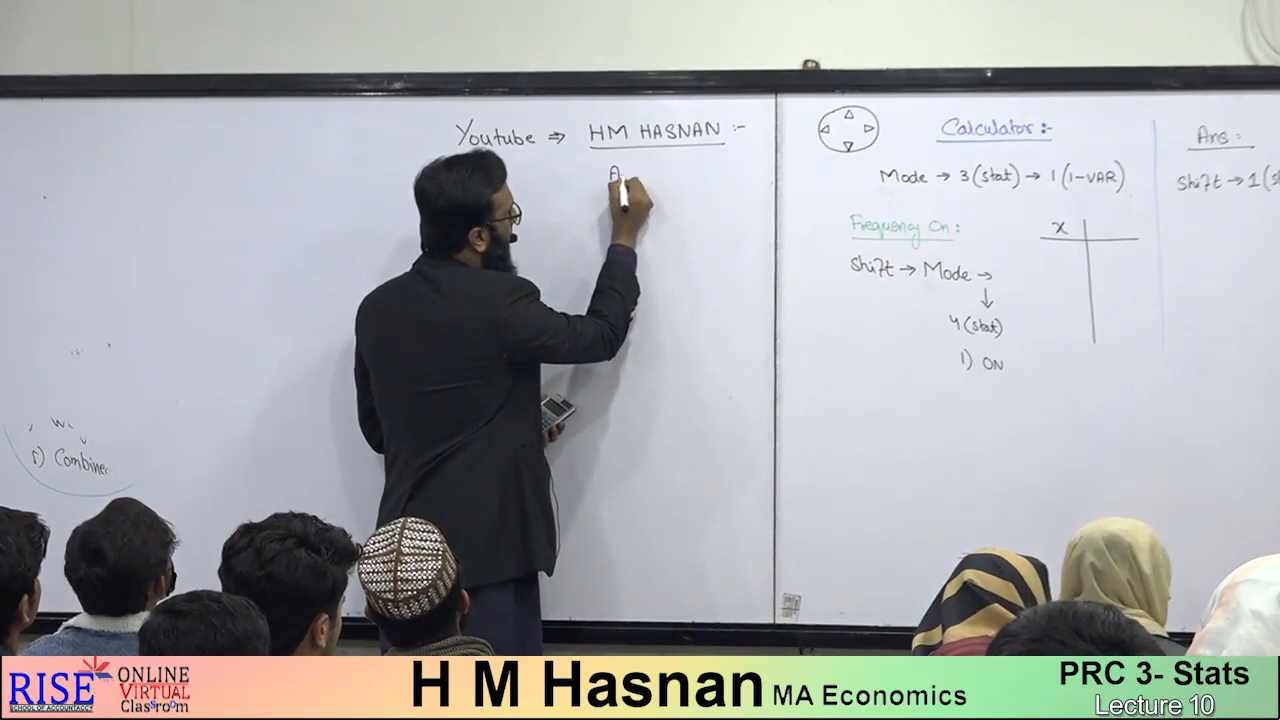 Youtube ⇒ HM HASNAN :-
A
Calculator :-
Mode → 3 (stat) → 1 (1-VAR)
Frequency On :
Shift → Mode →
↓
4 (stat)
1) ON
x
Ans :
Shift → 1
Combine
RISE
SCHOOL OF ACCOUNTANCY
ONLINE
VIRTUAL
Classroom
H M Hasnan MA Economics
PRC 3- Stats
Lecture 10